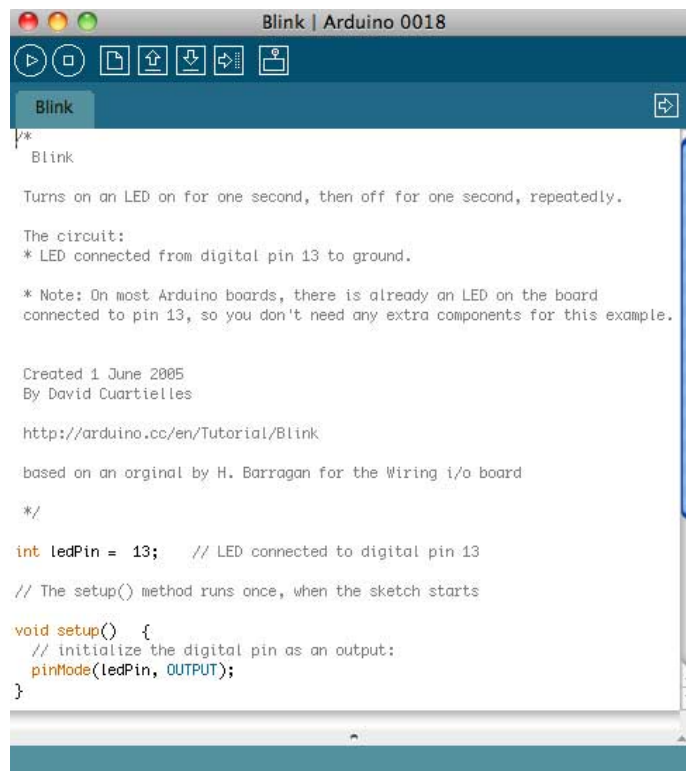 Blink | Arduino 0018
Blink
/*
Blink
Turns on an LED on for one second, then off for one second, repeatedly.
The circuit:
* LED connected from digital pin 13 to ground.
* Note: On most Arduino boards, there is already an LED on the board
connected to pin 13, so you don't need any extra components for this example.
Created 1 June 2005
By David Cuartielles
http://arduino.cc/en/Tutorial/Blink
based on an orginal by H. Barragan for the Wiring i/o board
*/
int ledPin =  13;    // LED connected to digital pin 13
// The setup() method runs once, when the sketch starts
void setup()   {
// initialize the digital pin as an output:
pinMode(ledPin, OUTPUT);
}